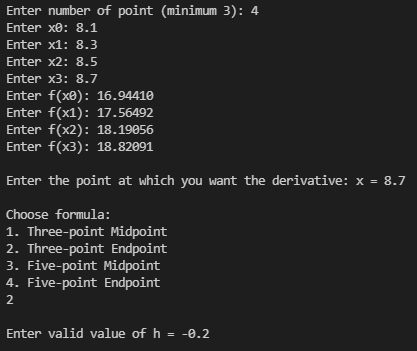 Enter number of point (minimum 3): 4
Enter x0: 8.1
Enter x1: 8.3
Enter x2: 8.5
Enter x3: 8.7
Enter f(x0): 16.94410
Enter f(x1): 17.56492
Enter f(x2): 18.19056
Enter f(x3): 18.82091
Enter the point at which you want the derivative: x = 8.7
Choose formula:
1. Three-point Midpoint
2. Three-point Endpoint
3. Five-point Midpoint
4. Five-point Endpoint
2
Enter valid value of h = -0.2